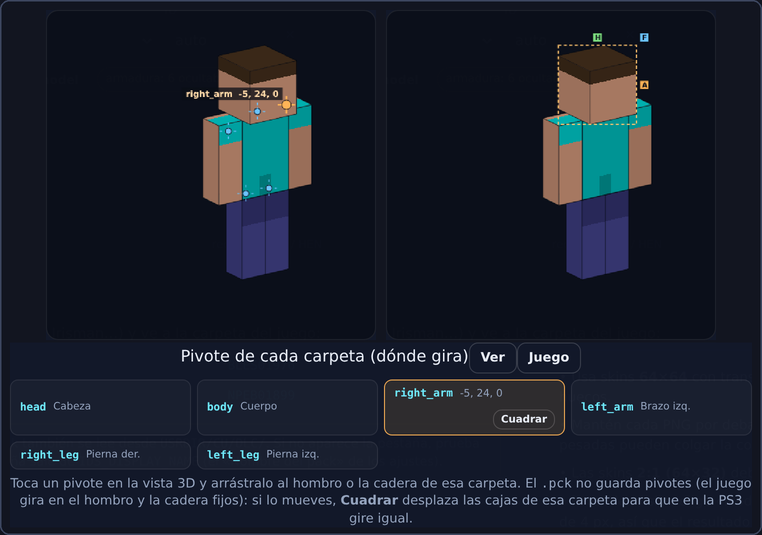 right_arm -5, 24, 0
H F
A
Pivote de cada carpeta (dónde gira) Ver Juego
head Cabeza
body Cuerpo
right_arm -5, 24, 0
Cuadrar
left_arm Brazo izq.
right_leg Pierna der.
left_leg Pierna izq.
Toca un pivote en la vista 3D y arrástralo al hombro o la cadera de esa carpeta. El .pck no guarda pivotes (el juego
gira en el hombro y la cadera fijos): si lo mueves, Cuadrar desplaza las cajas de esa carpeta para que en la PS3
gire igual.